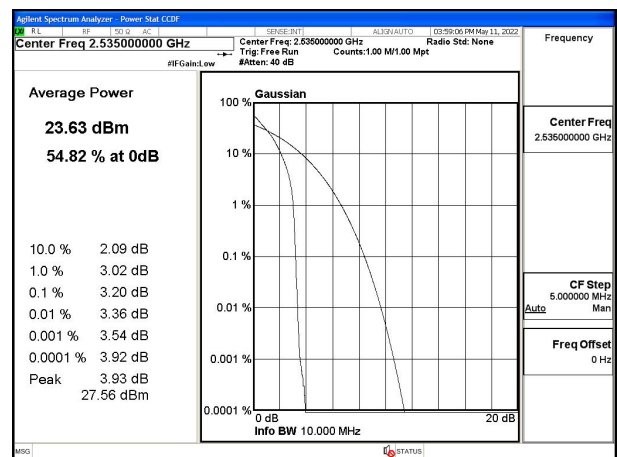 Agilent Spectrum Analyzer - Power Stat CCDF
RL RF 50 Ω AC SENSE:INT ALIGN AUTO 03:59:06 PM May 11, 2022
Center Freq 2.535000000 GHz
Center Freq: 2.535000000 GHz Radio Std: None
Trig: Free Run Counts:1.00 M/1.00 Mpt
#IFGain:Low #Atten: 40 dB
Frequency
Average Power
23.63 dBm
54.82 % at 0dB
10.0 % 2.09 dB
1.0 % 3.02 dB
0.1 % 3.20 dB
0.01 % 3.36 dB
0.001 % 3.54 dB
0.0001 % 3.92 dB
Peak 3.93 dB
27.56 dBm
Gaussian
100 %
10 %
1 %
0.1 %
0.01 %
0.001 %
0.0001 %
0 dB 20 dB
Info BW 10.000 MHz
Center Freq
2.535000000 GHz
CF Step
5.000000 MHz
Auto Man
Freq Offset
0 Hz
MSG STATUS